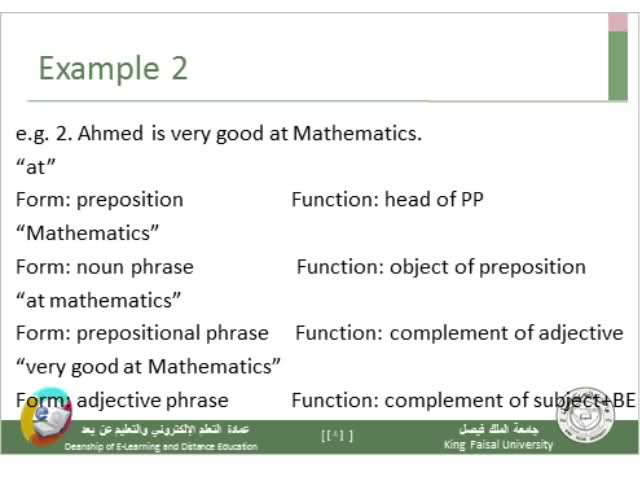 Example 2
e.g. 2. Ahmed is very good at Mathematics.
“at”
Form: preposition Function: head of PP
“Mathematics”
Form: noun phrase Function: object of preposition
“at mathematics”
Form: prepositional phrase Function: complement of adjective
“very good at Mathematics”
Form: adjective phrase Function: complement of subject+BE
عمادة التعلم الإلكتروني والتعليم عن بعد
Deanship of E-Learning and Distance Education
[[٨] ]
جامعة الملك فيصل
King Faisal University